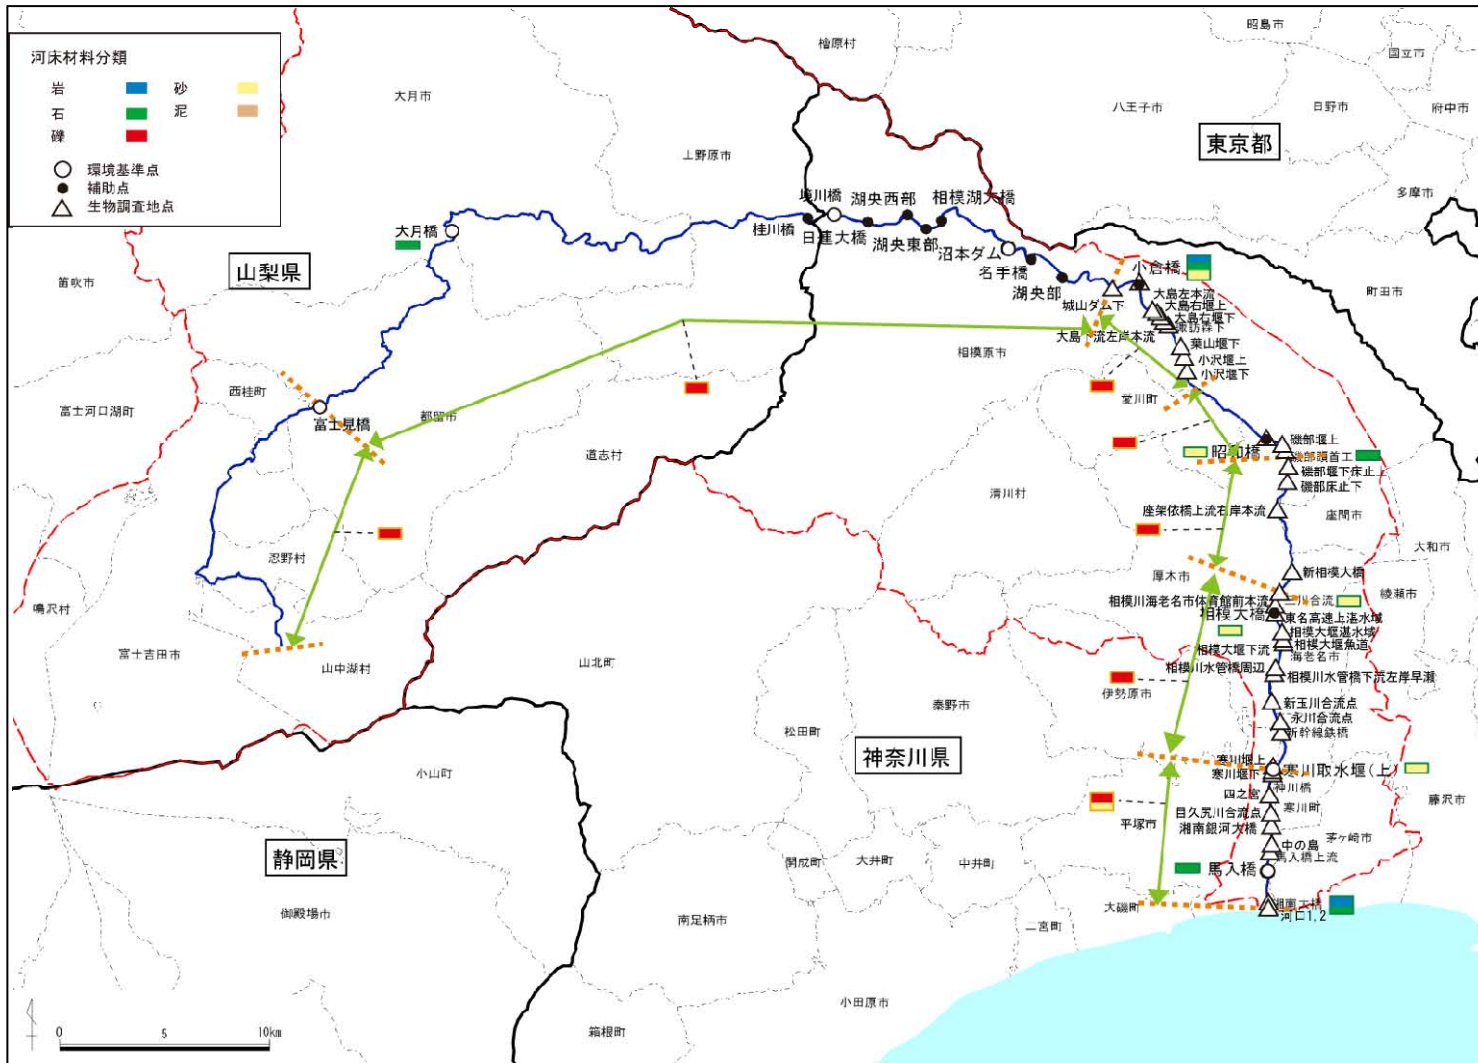 河床材料分類
岩
砂
石
泥
礫
環境基準点
補助点
生物調査地点
檜原村
昭島市
国立市
大月市
八王子市
日野市
府中市
東京都
上野原市
多摩市
境川橋
湖央西部
相模湖大橋
大月橋
桂川橋
日連大橋
湖央東部
沼本ダム
名手橋
湖央部
小倉橋
山梨県
笛吹市
町田市
城山ダム下
大島左本流
大島右堰上
大島右堰下
諏訪森下
相模原市
葉山堰下
小沢堰上
小沢堰下
西桂町
富士河口湖町
富士見橋
都留市
愛川町
道志村
昭和橋
磯部堰上
磯部頭首工
磯部堰下床止上
磯部床止下
清川村
座架依橋上流右岸本流
座間市
大和市
忍野村
鳴沢村
厚木市
新相模大橋
綾瀬市
相模川海老名市体育館前本流
三川合流
相模大橋
東名高速上湛水域
相模大堰湛水域
相模大堰魚道
相模大堰下流
海老名市
富士吉田市
山中湖村
山北町
相模川水管橋周辺
相模川水管橋下流左岸早瀬
伊勢原市
秦野市
新玉川合流点
永川合流点
新幹線鉄橋
松田町
神奈川県
小山町
寒川堰上
寒川堰下
寒川取水堰(上)
神川橋
四之宮
寒川町
藤沢市
目久尻川合流点
平塚市
湘南銀河大橋
茅ヶ崎市
中の島
馬入橋上流
馬入橋
静岡県
開成町
大井町
中井町
大磯町
湘南大橋
河口1,2
御殿場市
南足柄市
二宮町
小田原市
箱根町
0
5
10km